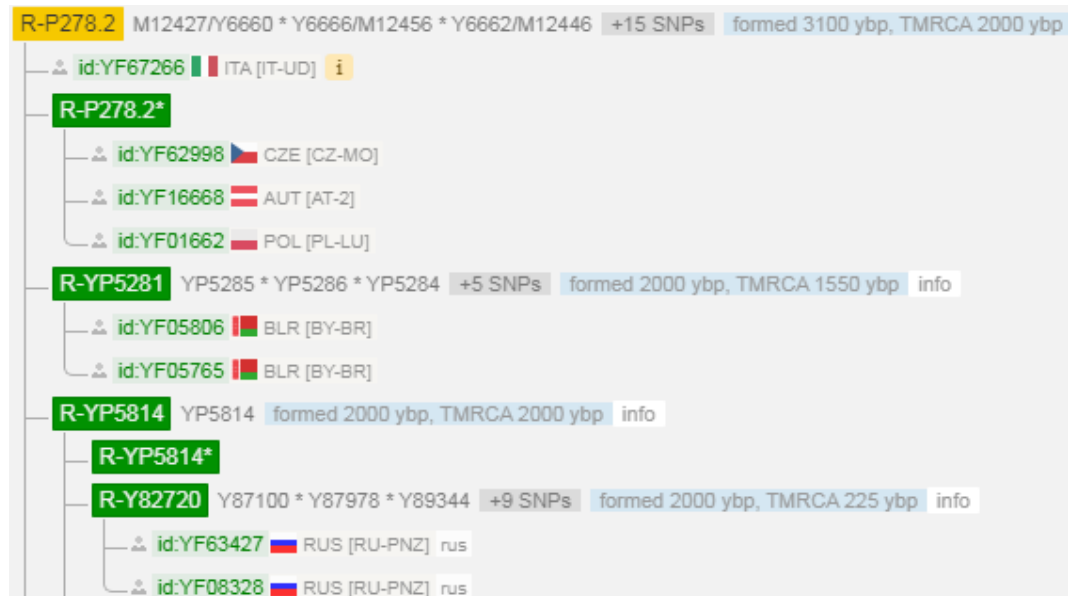 R-P278.2 M12427/Y6660 * Y6666/M12456 * Y6662/M12446 +15 SNPs formed 3100 ybp, TMRCA 2000 ybp
id:YF67266 ITA [IT-UD] i
R-P278.2*
id:YF62998 CZE [CZ-MO]
id:YF16668 AUT [AT-2]
id:YF01662 POL [PL-LU]
R-YP5281 YP5285 * YP5286 * YP5284 +5 SNPs formed 2000 ybp, TMRCA 1550 ybp info
id:YF05806 BLR [BY-BR]
id:YF05765 BLR [BY-BR]
R-YP5814 YP5814 formed 2000 ybp, TMRCA 2000 ybp info
R-YP5814*
R-Y82720 Y87100 * Y87978 * Y89344 +9 SNPs formed 2000 ybp, TMRCA 225 ybp info
id:YF63427 RUS [RU-PNZ] rus
id:YF08328 RUS [RU-PNZ] rus